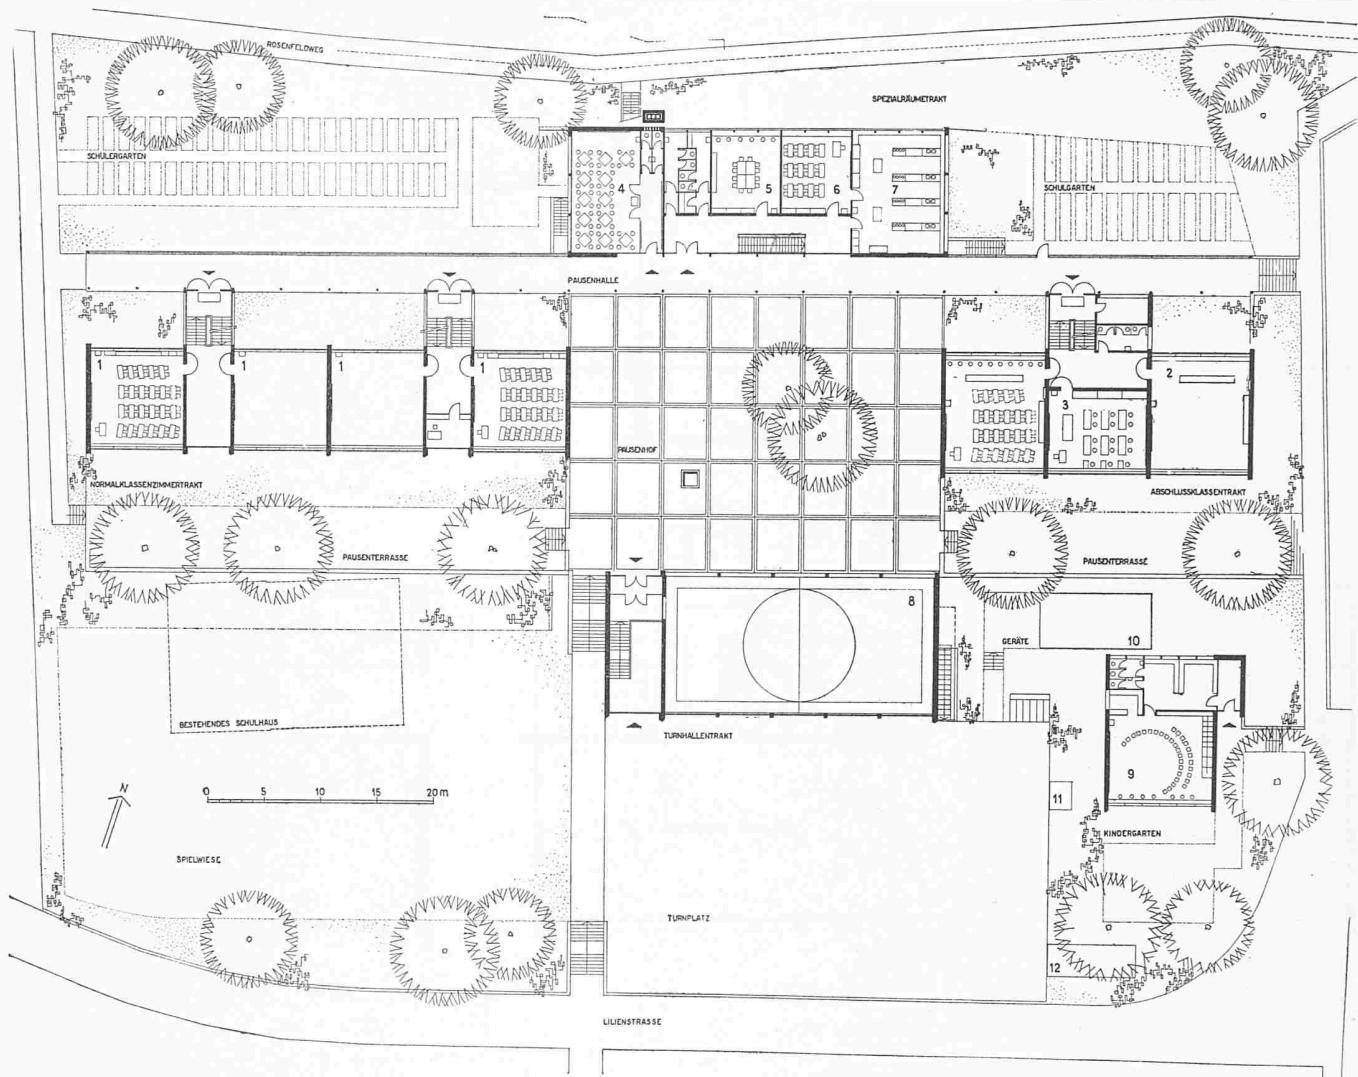 ROSENFELDWEG
SPEZIALRÄUMETRAKT
SCHÜLERGARTEN
4
5
6
7
SCHULGARTEN
PAUSENHALLE
1
1
1
1
2
3
PAUSENHOF
NORMALKLASSENZIMMERTRAKT
ABSCHLUSSKLASSENTRAKT
PAUSENTERRASSE
PAUSENTERRASSE
8
GERÄTE
10
BESTEHENDES SCHULHAUS
TURNHALLENTRAKT
9
N
0 5 10 15 20 m
11
KINDERGARTEN
SPIELWIESE
TURNPLATZ
12
LILIENSTRASSE